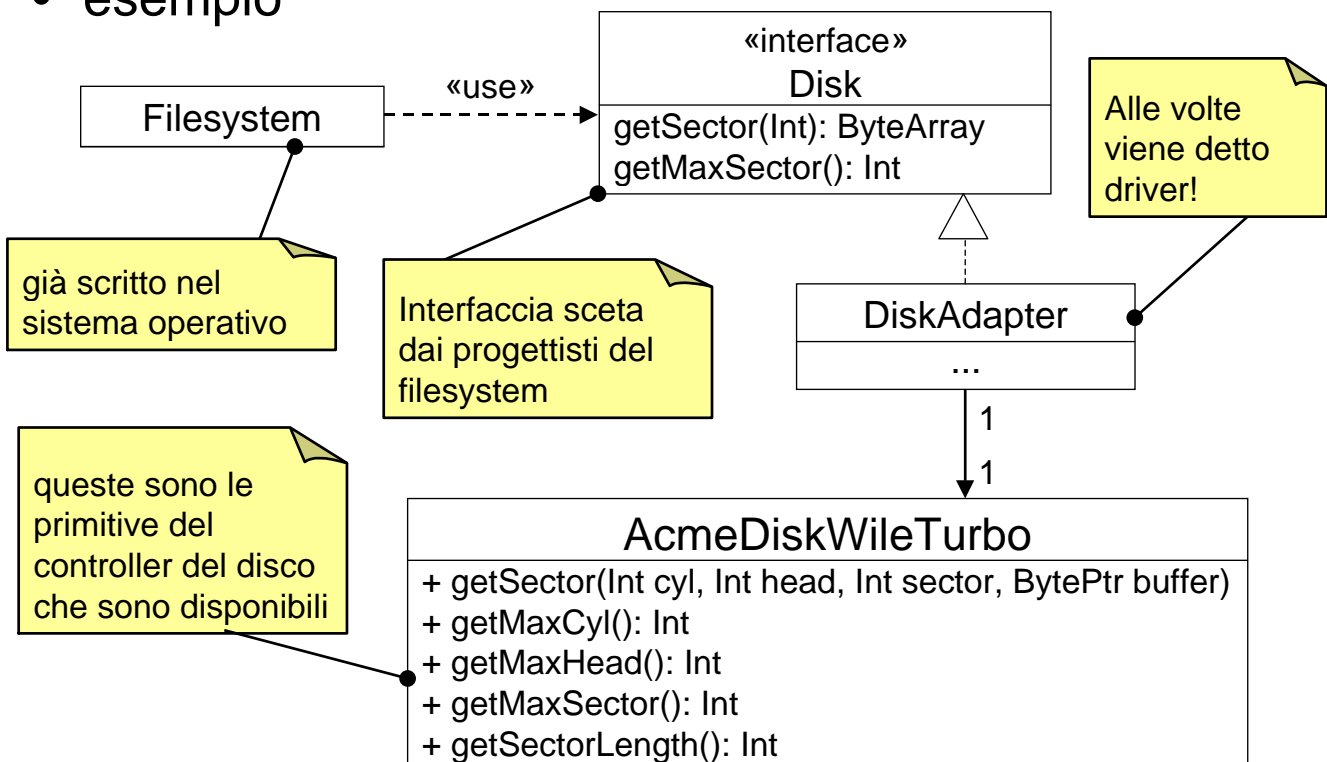 • esempio
«interface»
Disk
getSector(Int): ByteArray
getMaxSector(): Int
«use»
Filesystem
Alle volte
viene detto
driver!
già scritto nel
sistema operativo
Interfaccia sceta
dai progettisti del
filesystem
DiskAdapter
...
1
1
queste sono le
primitive del
controller del disco
che sono disponibili
AcmeDiskWileTurbo
+ getSector(Int cyl, Int head, Int sector, BytePtr buffer)
+ getMaxCyl(): Int
+ getMaxHead(): Int
+ getMaxSector(): Int
+ getSectorLength(): Int